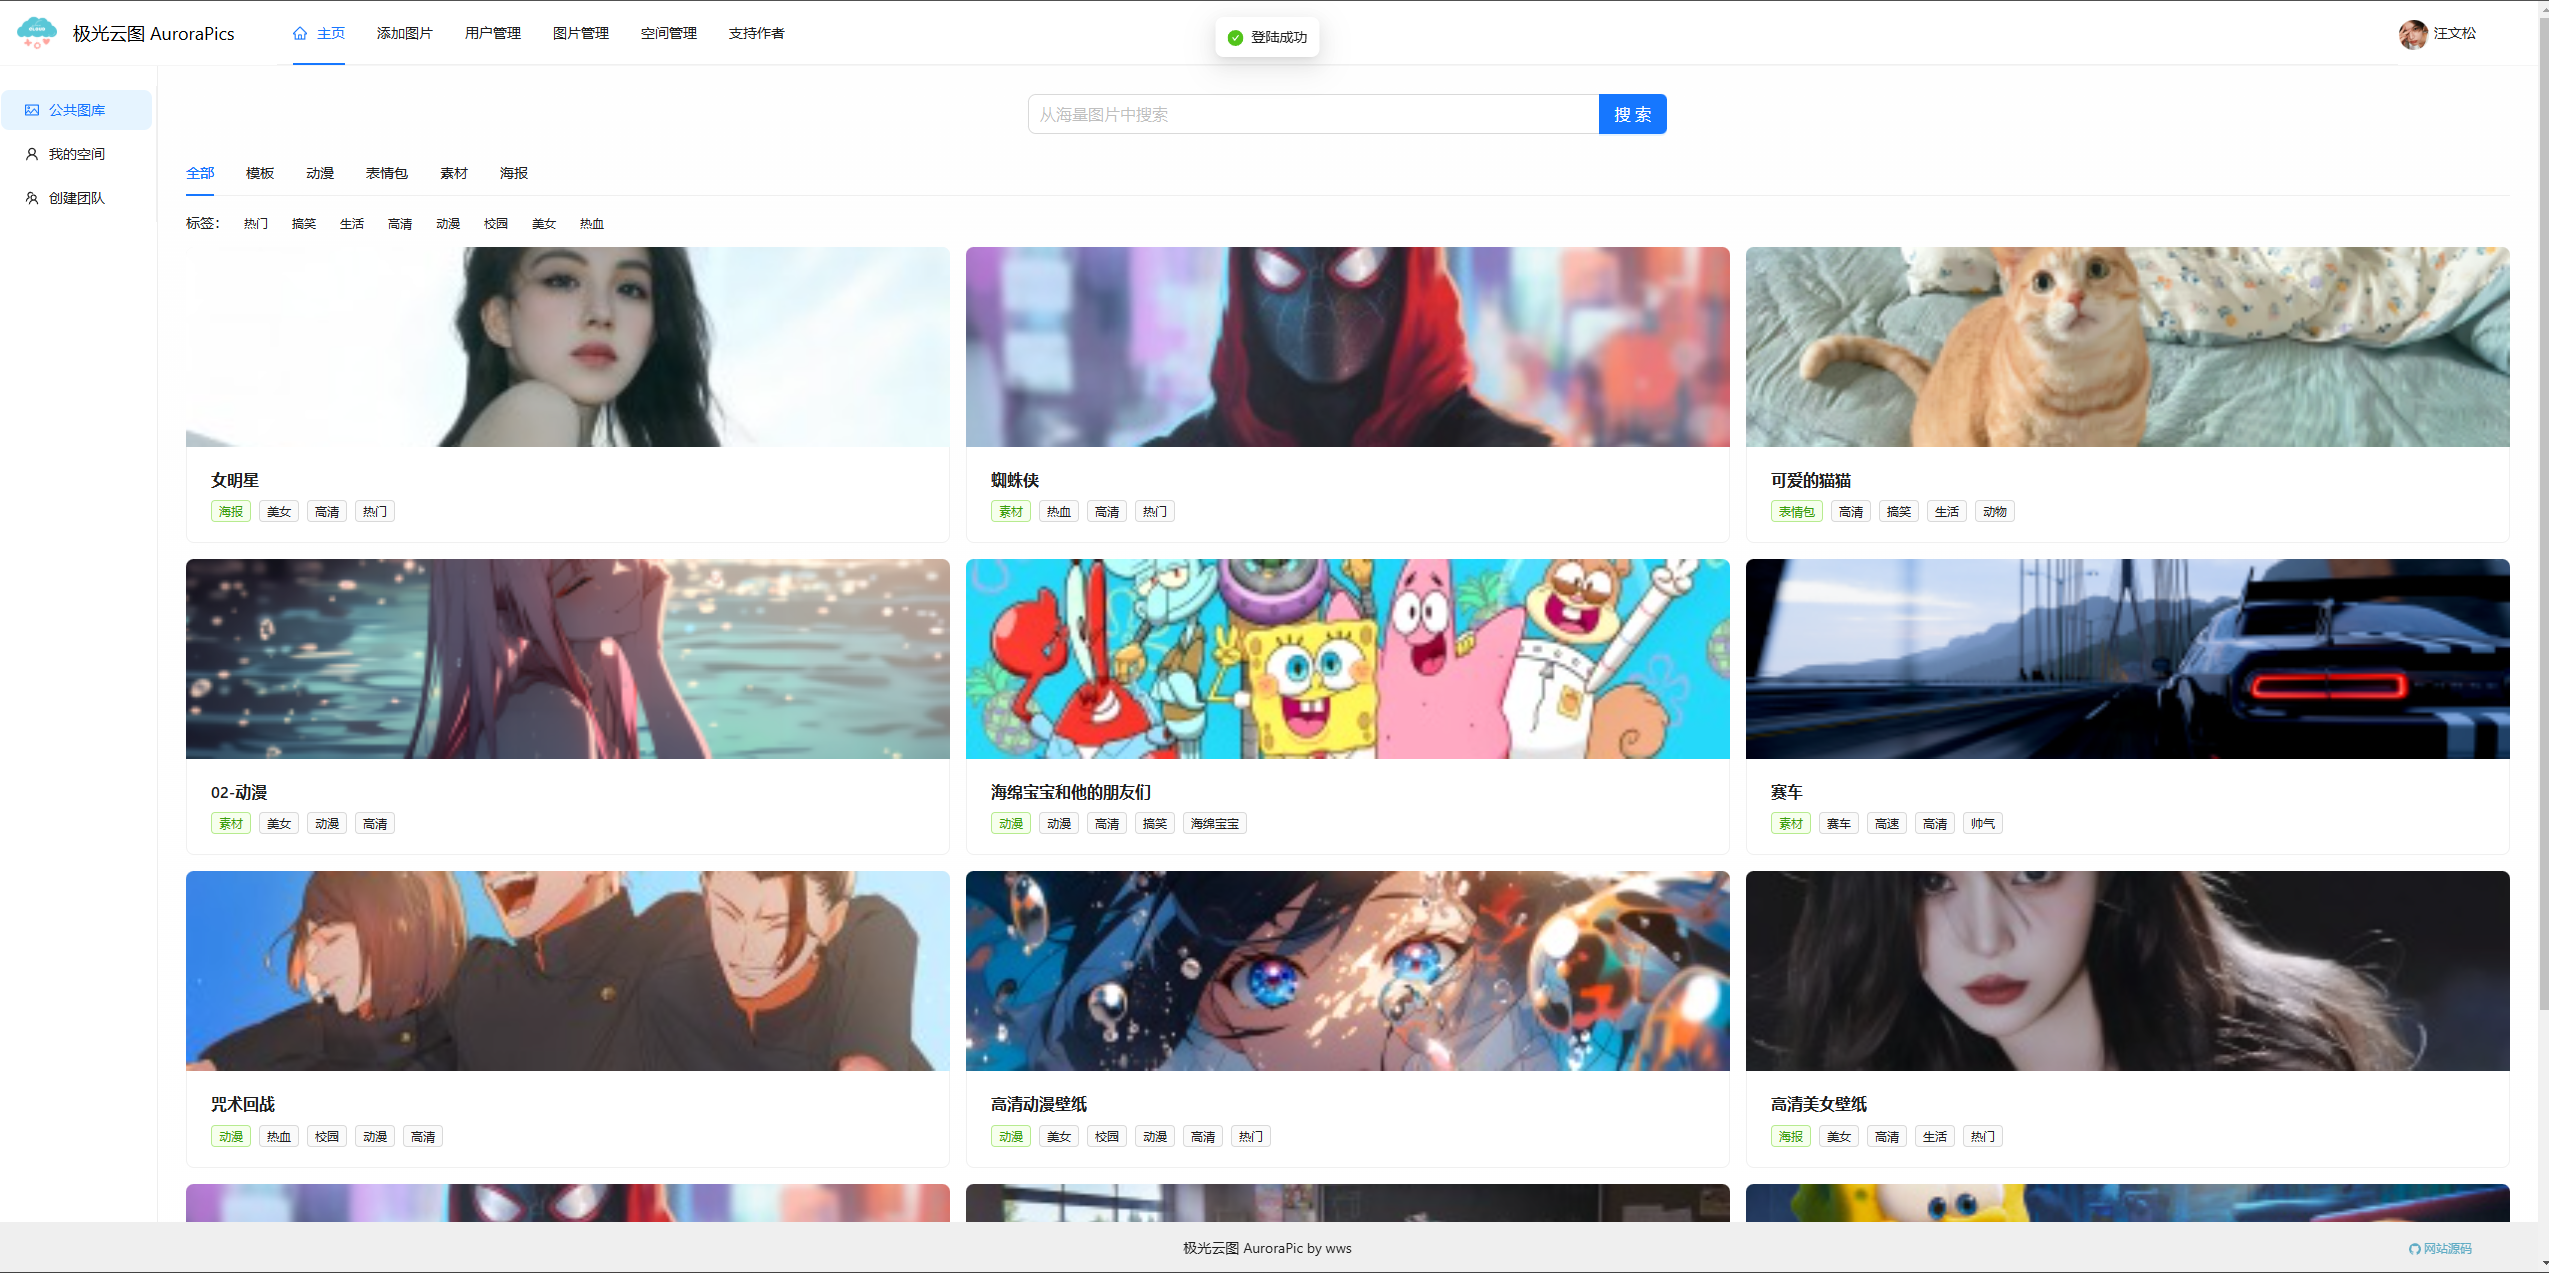 极光云图 AuroraPics
主页 添加图片 用户管理 图片管理 空间管理 支持作者
登陆成功
汪文松
公共图库
我的空间
创建团队
从海量图片中搜索
搜 索
全部 模板 动漫 表情包 素材 海报
标签： 热门 搞笑 生活 高清 动漫 校园 美女 热血
女明星
海报 美女 高清 热门
蜘蛛侠
素材 热血 高清 热门
可爱的猫猫
表情包 高清 搞笑 生活 动物
02-动漫
素材 美女 动漫 高清
海绵宝宝和他的朋友们
动漫 动漫 高清 搞笑 海绵宝宝
赛车
素材 赛车 高速 高清 帅气
咒术回战
动漫 热血 校园 动漫 高清
高清动漫壁纸
动漫 美女 校园 动漫 高清 热门
高清美女壁纸
海报 美女 高清 生活 热门
极光云图 AuroraPic by wws
网站源码